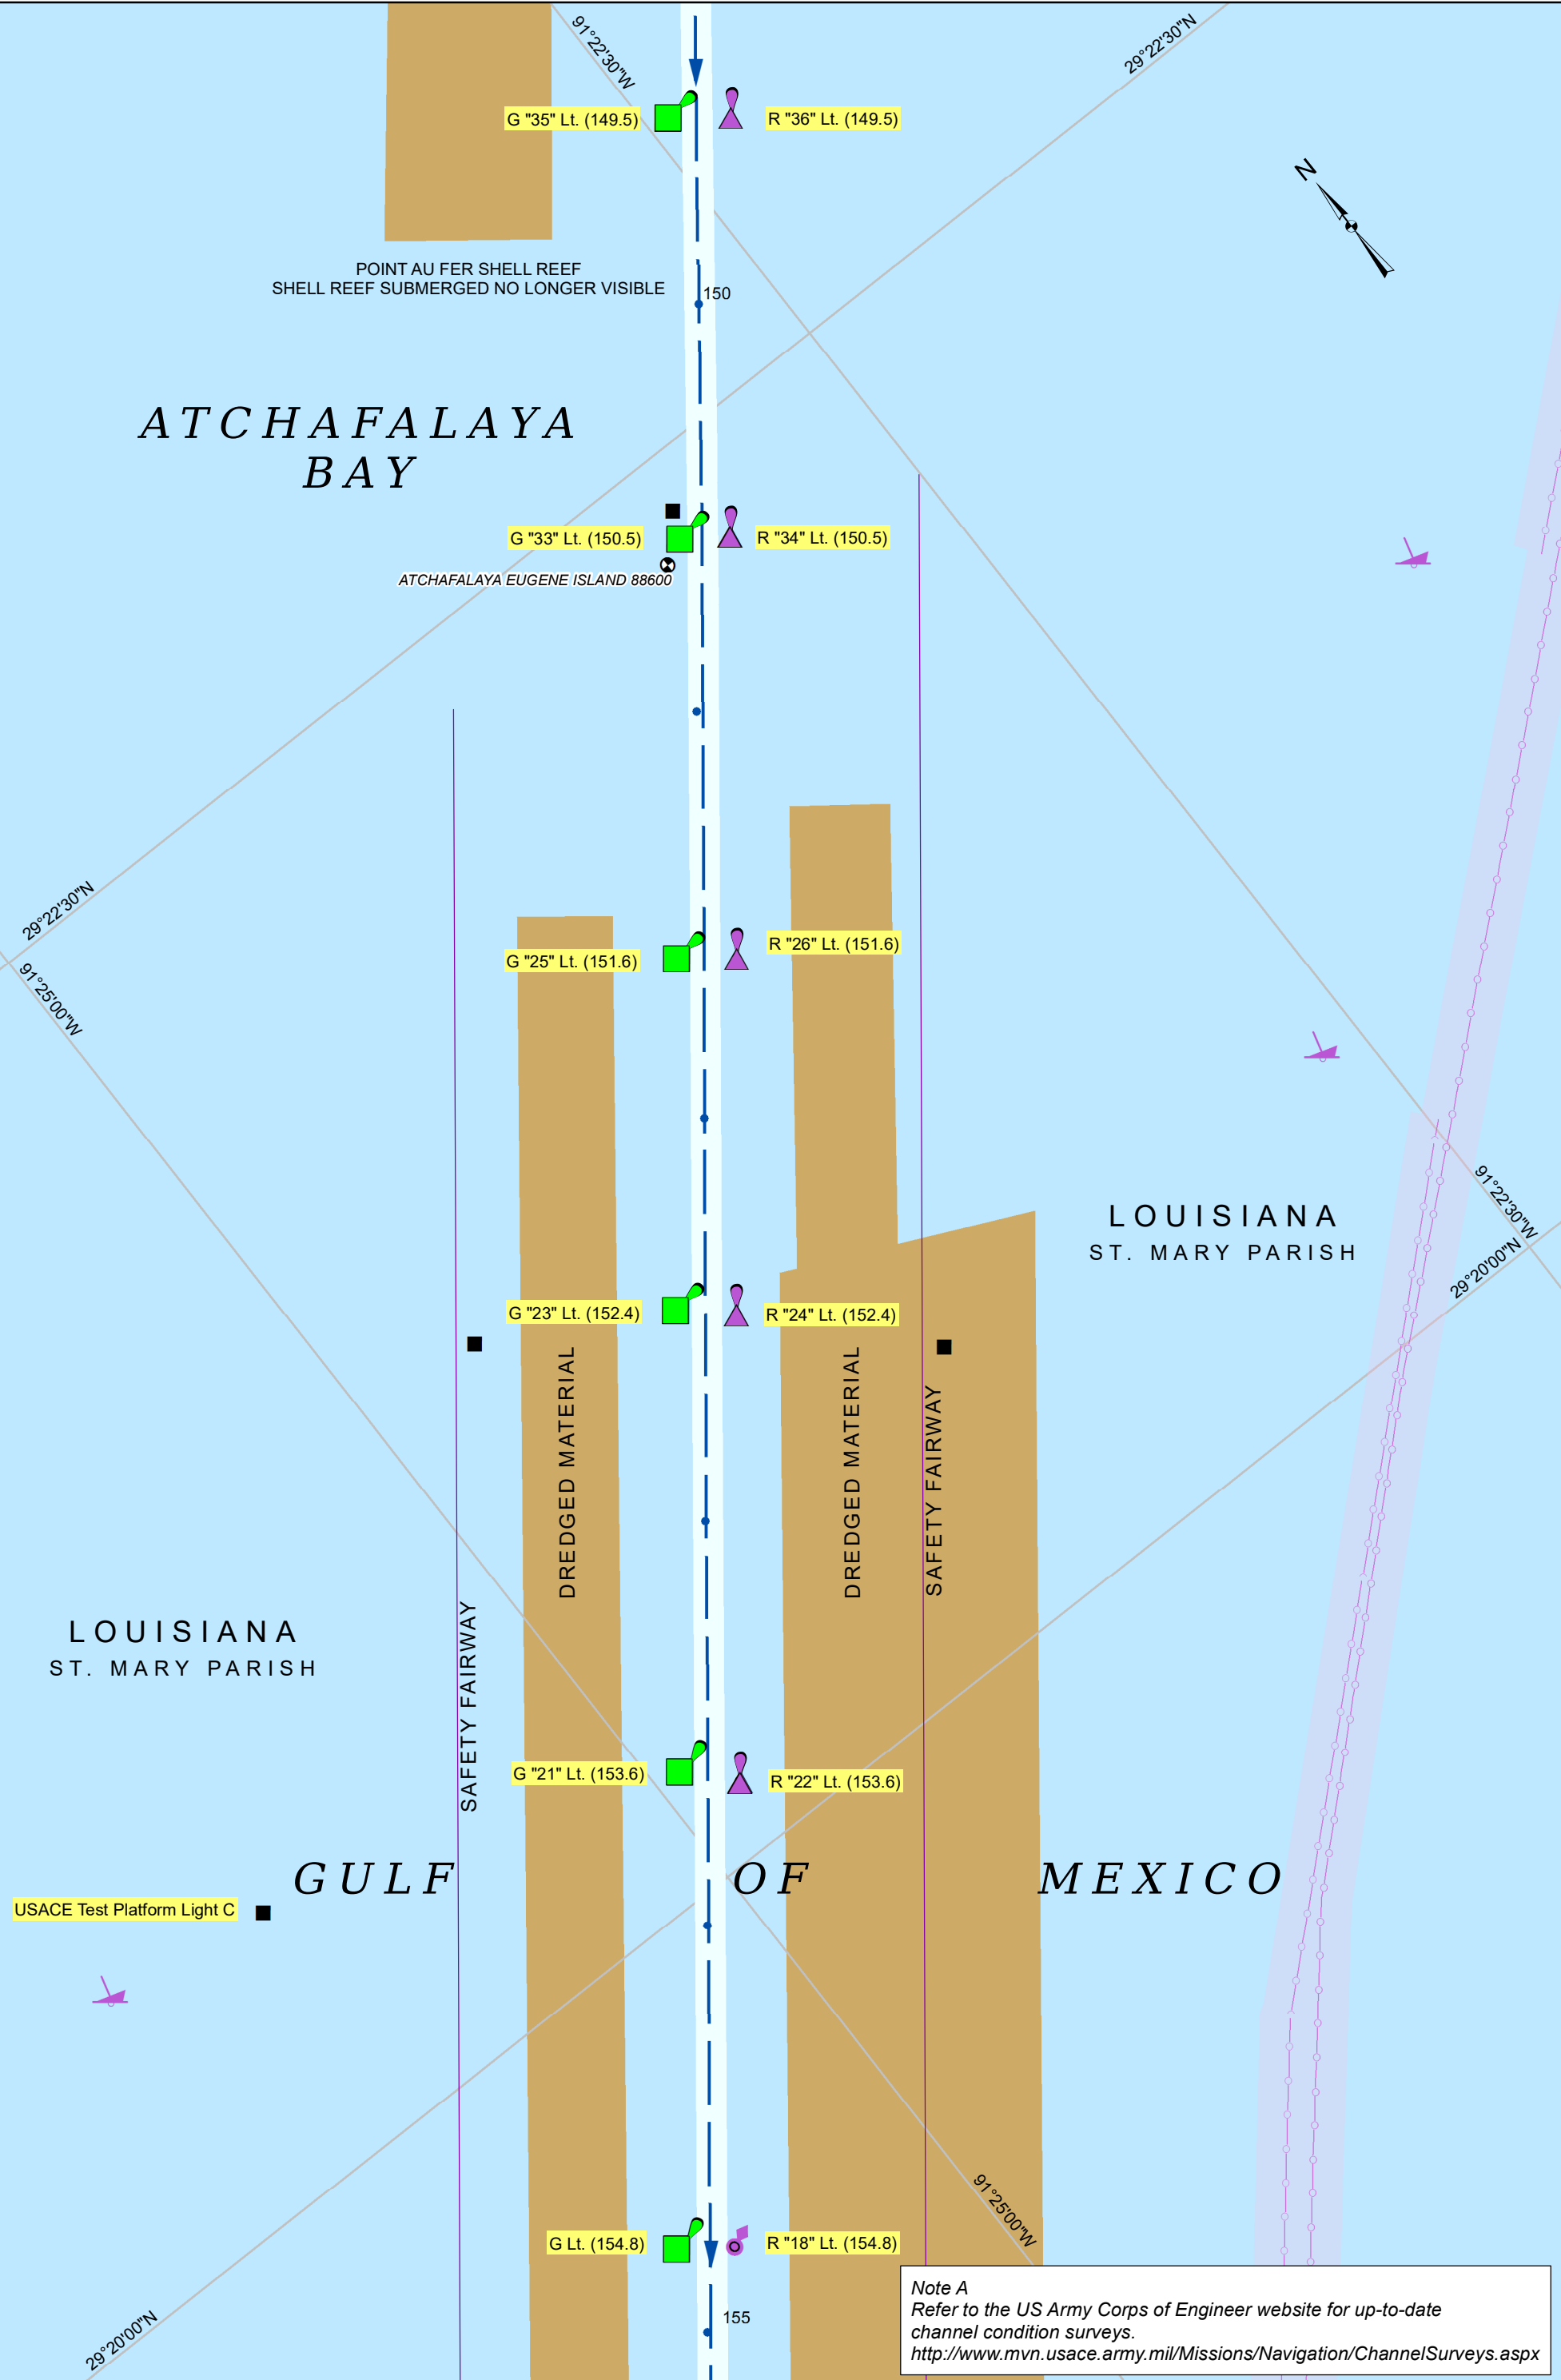 91°22'30"W
29°22'30"N
G "35" Lt. (149.5)
R "36" Lt. (149.5)
N
POINT AU FER SHELL REEF
SHELL REEF SUBMERGED NO LONGER VISIBLE
150
ATCHAFALAYA
BAY
G "33" Lt. (150.5)
R "34" Lt. (150.5)
ATCHAFALAYA EUGENE ISLAND 88600
29°22'30"N
91°25'00"W
G "25" Lt. (151.6)
R "26" Lt. (151.6)
LOUISIANA
ST. MARY PARISH
91°22'30"W
29°20'00"N
G "23" Lt. (152.4)
R "24" Lt. (152.4)
DREDGED MATERIAL
DREDGED MATERIAL
SAFETY FAIRWAY
LOUISIANA
ST. MARY PARISH
SAFETY FAIRWAY
G "21" Lt. (153.6)
R "22" Lt. (153.6)
GULF OF MEXICO
USACE Test Platform Light C
91°25'00"W
G Lt. (154.8)
R "18" Lt. (154.8)
155
29°20'00"N
Note A
Refer to the US Army Corps of Engineer website for up-to-date
channel condition surveys.
http://www.mvn.usace.army.mil/Missions/Navigation/ChannelSurveys.aspx